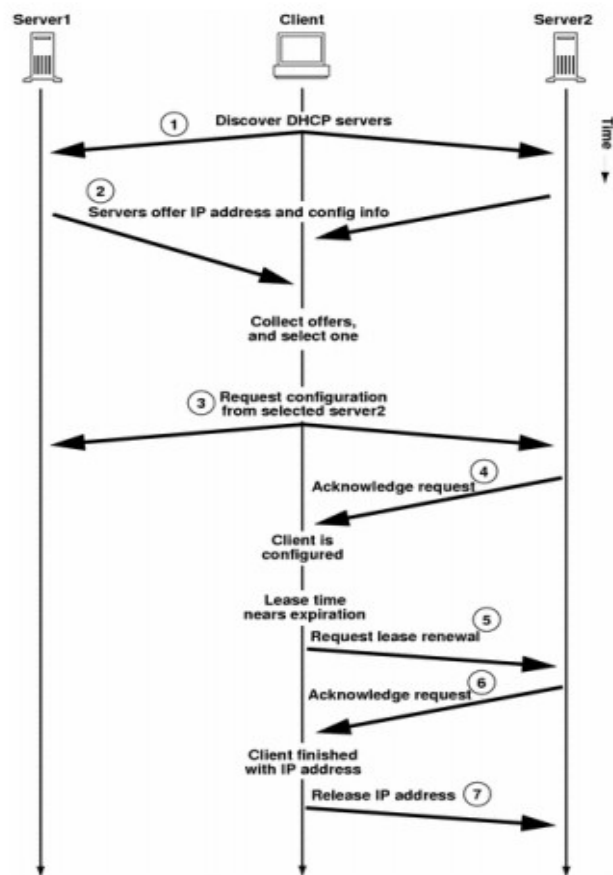 Server1
Client
Server2
Time
1
Discover DHCP servers
2
Servers offer IP address and config info
Collect offers,
and select one
3
Request configuration
from selected server2
4
Acknowledge request
Client is
configured
Lease time
nears expiration
5
Request lease renewal
6
Acknowledge request
Client finished
with IP address
Release IP address
7